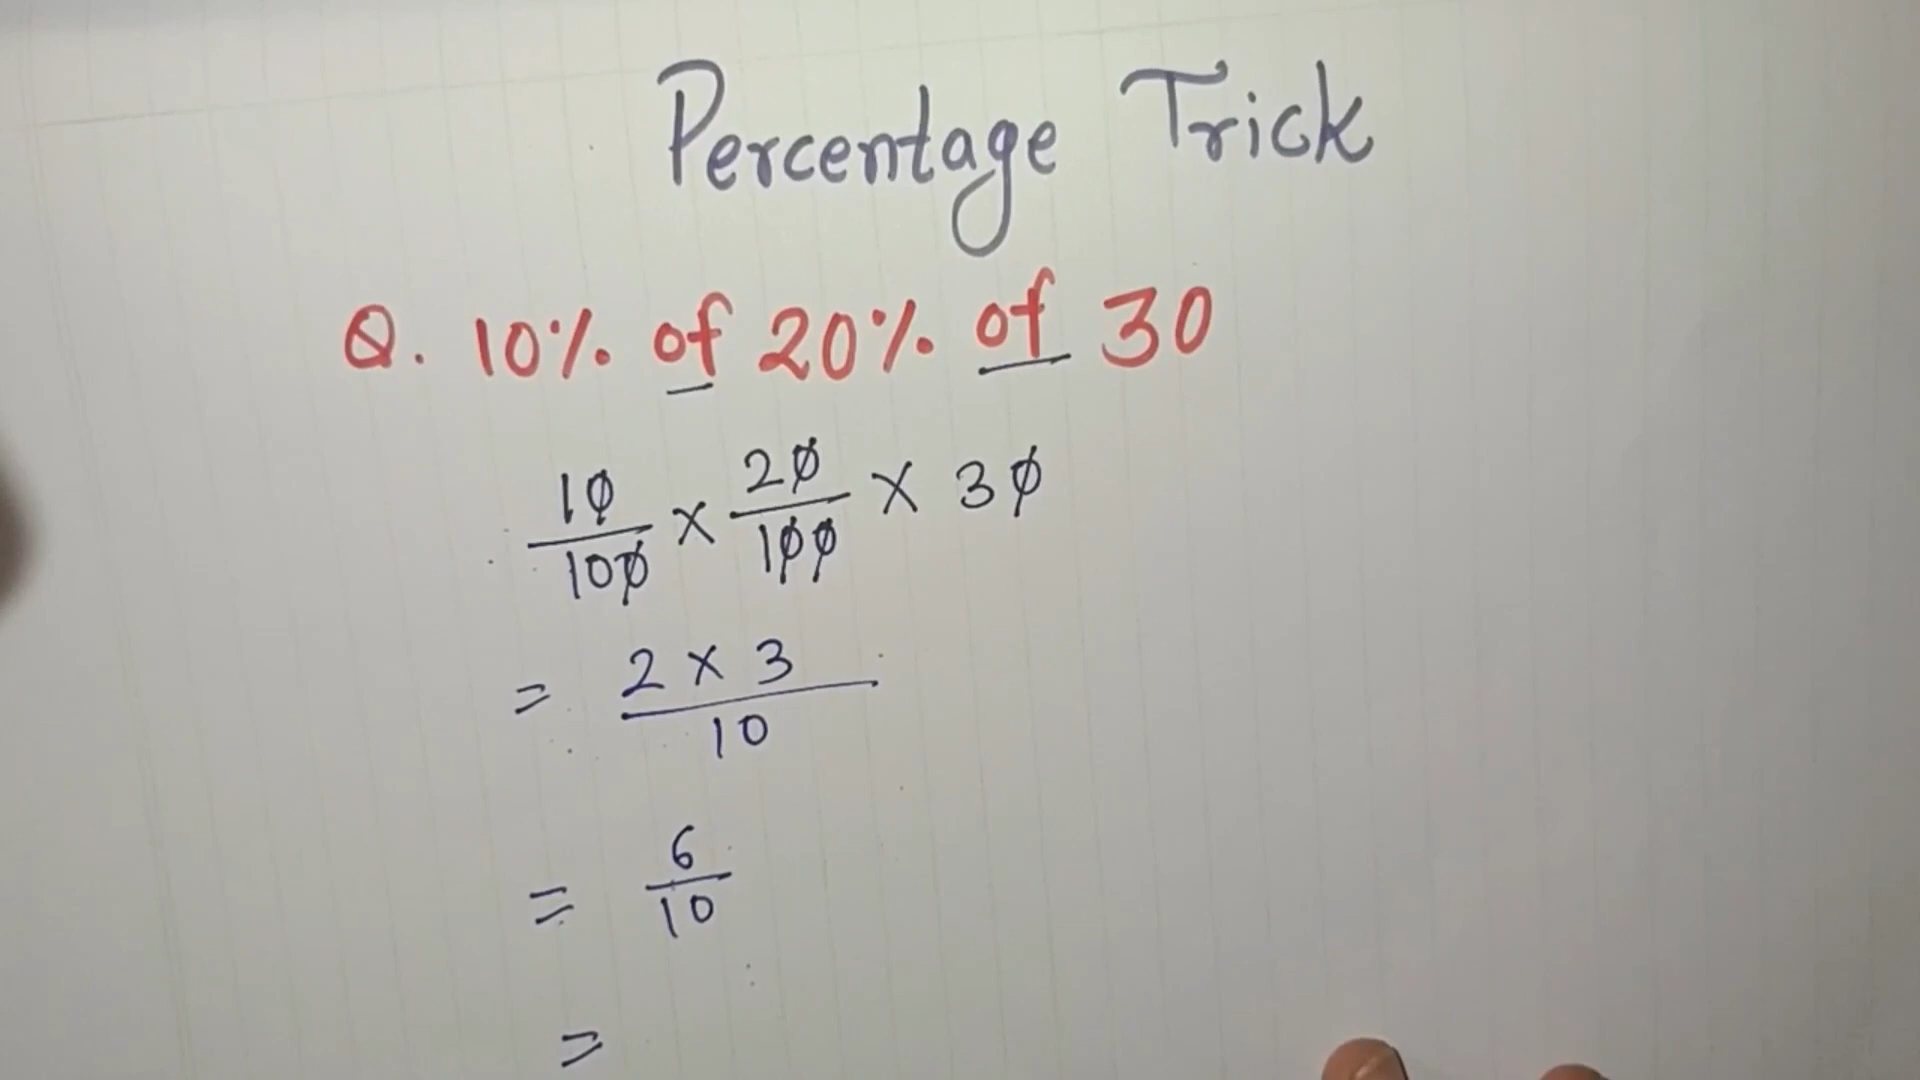 Percentage Trick
Q. 10% of 20% of 30
10/100 × 20/100 × 30
= 2 × 3/10
= 6/10
=